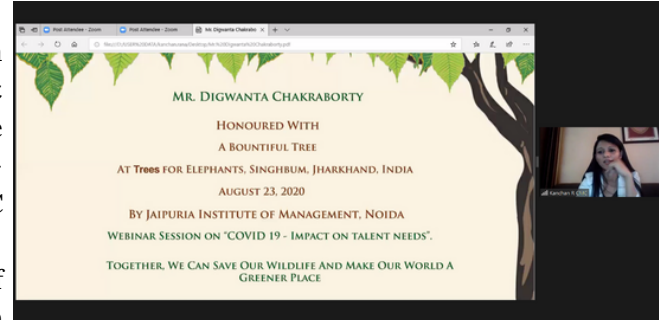 Post Attendee - Zoom
Post Attendee - Zoom
Mr. Digwanta Chakrabo
MR. DIGWANTA CHAKRABORTY
HONOURED WITH
A BOUNTIFUL TREE
AT Trees FOR ELEPHANTS, SINGHBUM, JHARKHAND, INDIA
AUGUST 23, 2020
BY JAIPURIA INSTITUTE OF MANAGEMENT, NOIDA
WEBINAR SESSION ON "COVID 19 - IMPACT ON TALENT NEEDS".
TOGETHER, WE CAN SAVE OUR WILDLIFE AND MAKE OUR WORLD A
GREENER PLACE